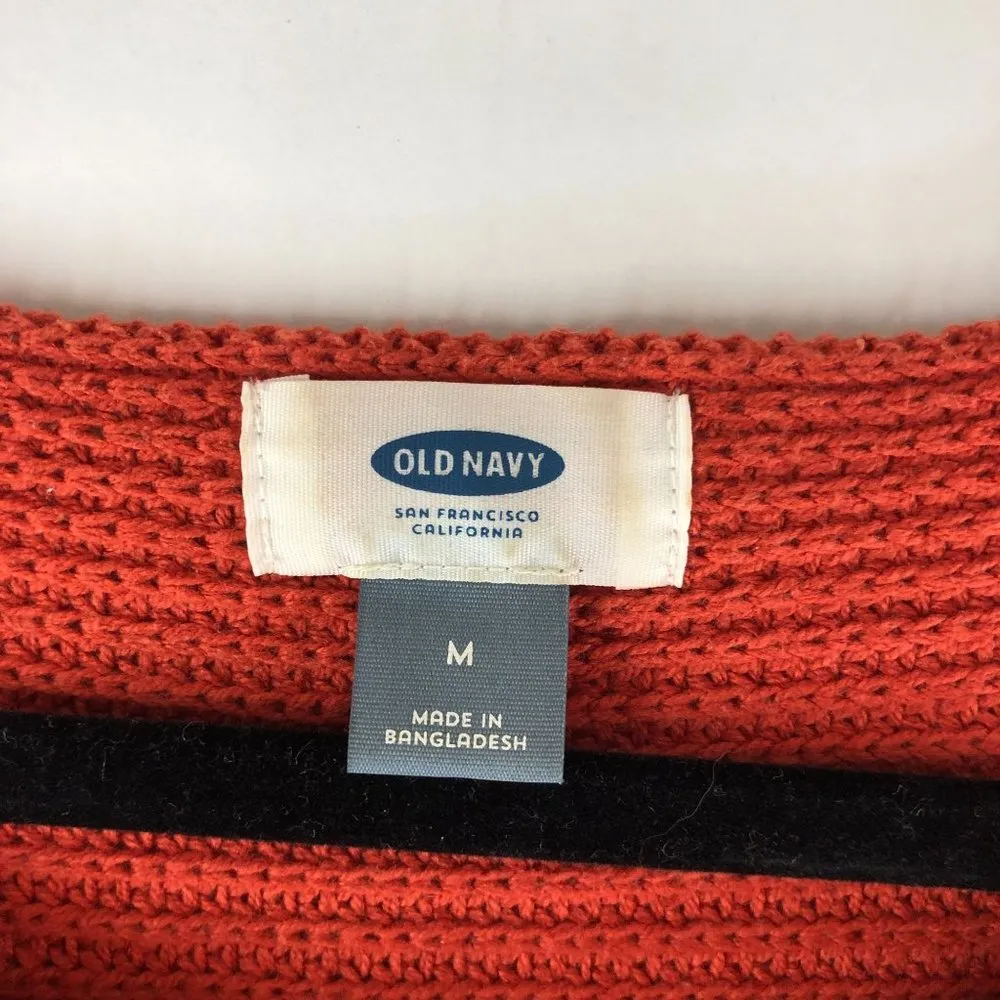 OLD NAVY
SAN FRANCISCO
CALIFORNIA
M
MADE IN
BANGLADESH